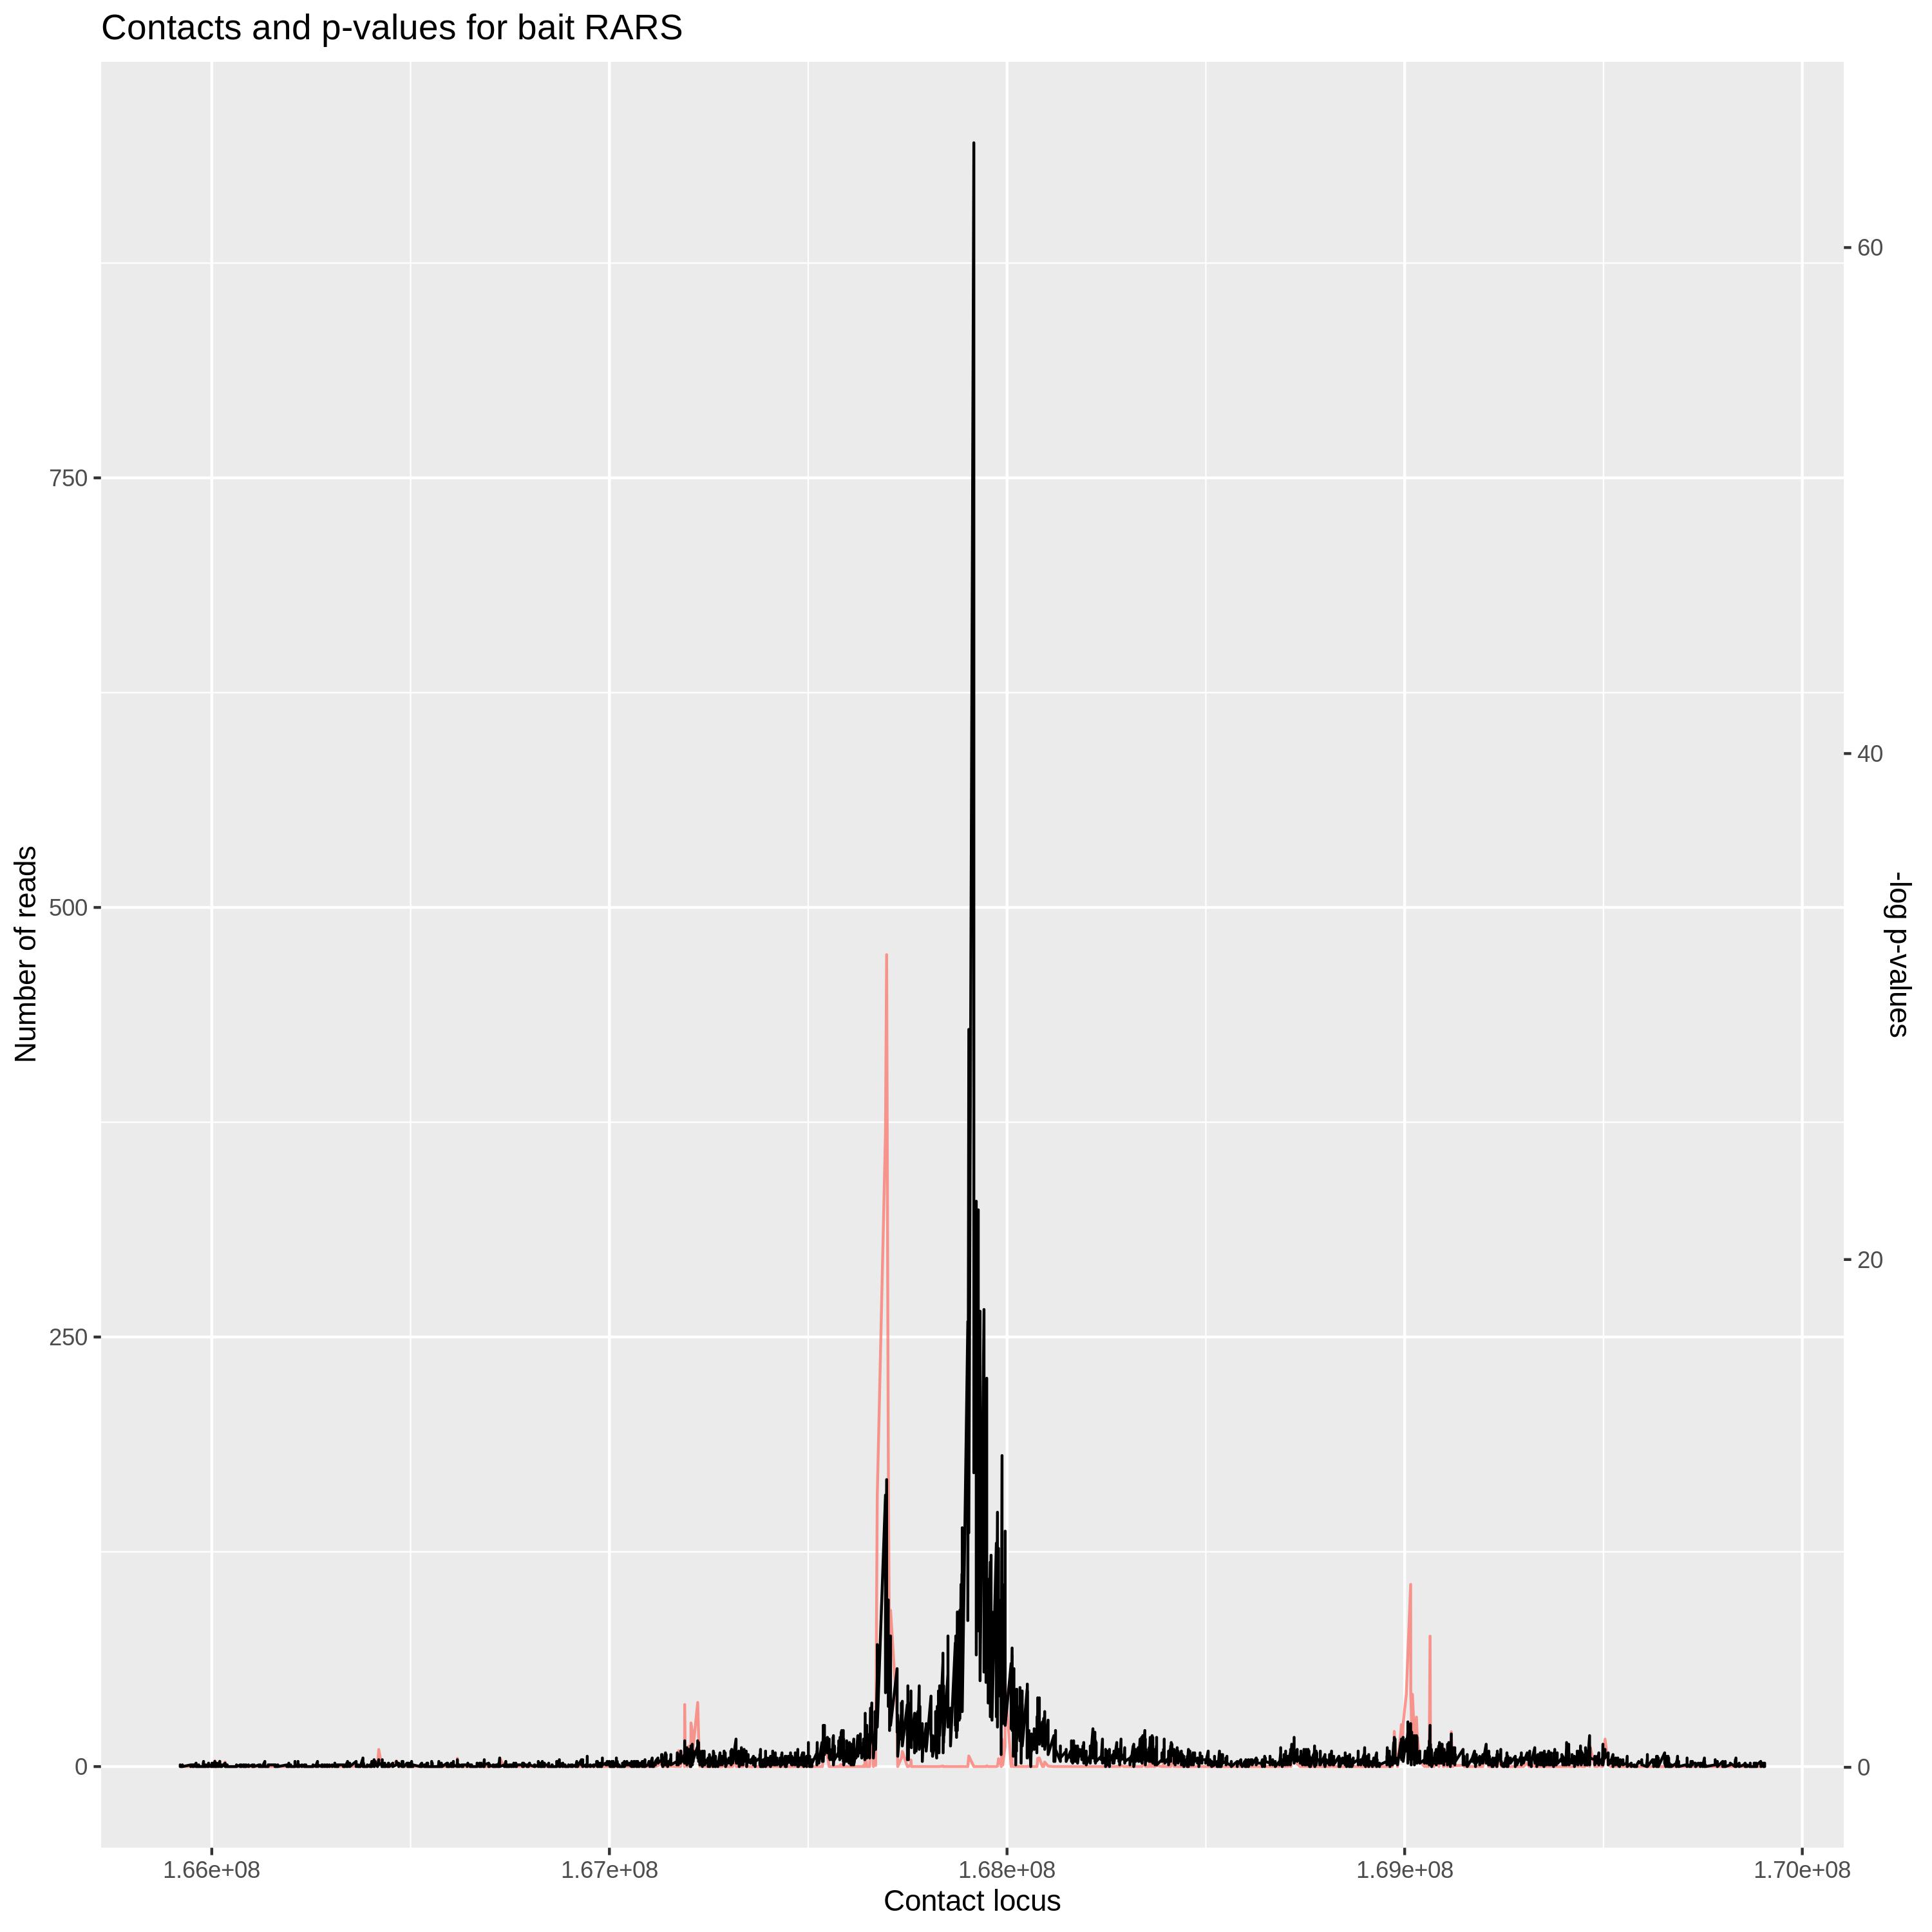 Contacts and p-values for bait RARS
Number of reads
750
500
250
0
60
40
20
0
-log p-values
1.66e+08
1.67e+08
1.68e+08
1.69e+08
1.70e+08
Contact locus